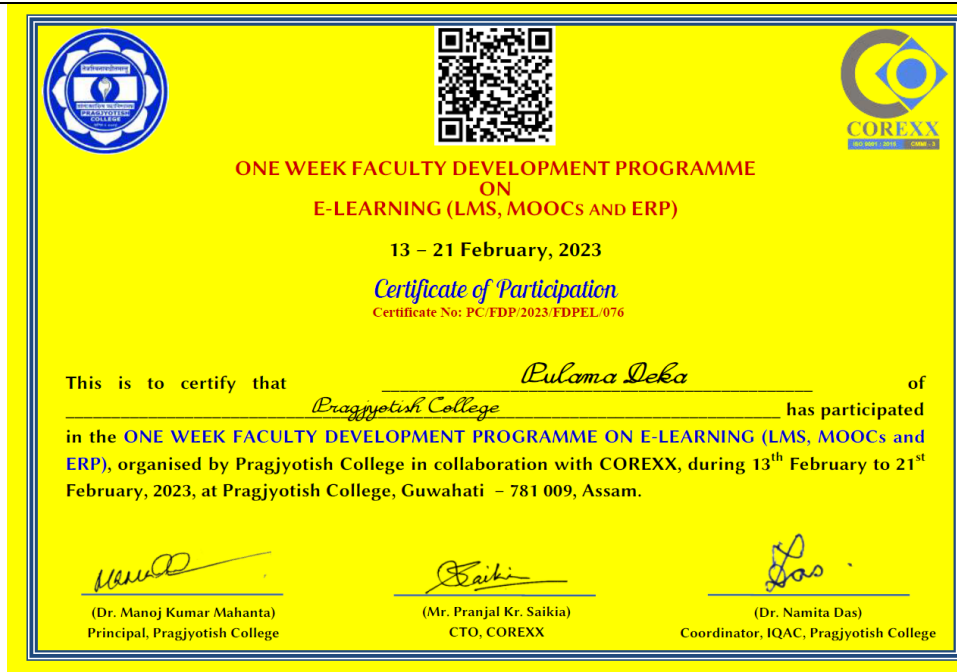 PRAGJYOTISH
COLLEGE
COREXX
ISO 9001 : 2015 CMMI - 3
ONE WEEK FACULTY DEVELOPMENT PROGRAMME
ON
E-LEARNING (LMS, MOOCs AND ERP)
13 – 21 February, 2023
Certificate of Participation
Certificate No: PC/FDP/2023/FDPEL/076
This is to certify that Pulama Deka of
Pragjyotish College has participated
in the ONE WEEK FACULTY DEVELOPMENT PROGRAMME ON E-LEARNING (LMS, MOOCs and
ERP), organised by Pragjyotish College in collaboration with COREXX, during 13th February to 21st
February, 2023, at Pragjyotish College, Guwahati – 781 009, Assam.
(Dr. Manoj Kumar Mahanta) (Mr. Pranjal Kr. Saikia) (Dr. Namita Das)
Principal, Pragjyotish College CTO, COREXX Coordinator, IQAC, Pragjyotish College